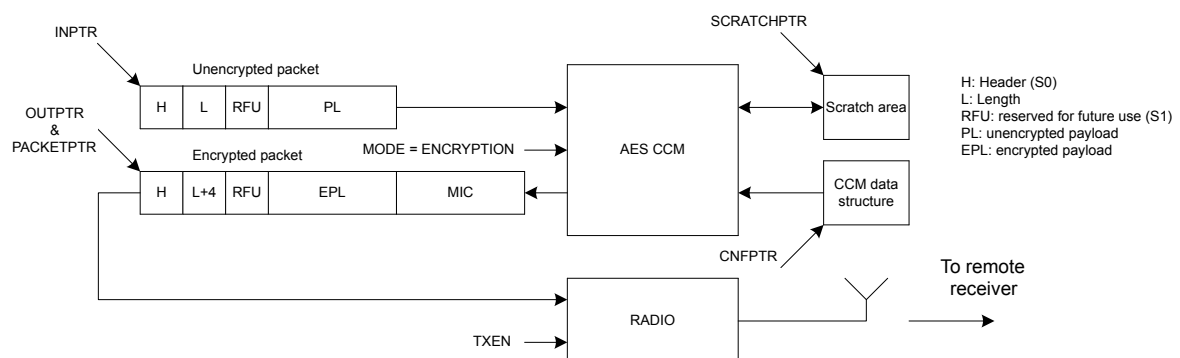 SCRATCHPTR
INPTR
Unencrypted packet
H L RFU PL
OUTPTR
&
PACKETPTR
MODE = ENCRYPTION
Encrypted packet
H L+4 RFU EPL MIC
AES CCM
Scratch area
CCM data
structure
CNFPTR
H: Header (S0)
L: Length
RFU: reserved for future use (S1)
PL: unencrypted payload
EPL: encrypted payload
RADIO
TXEN
To remote
receiver